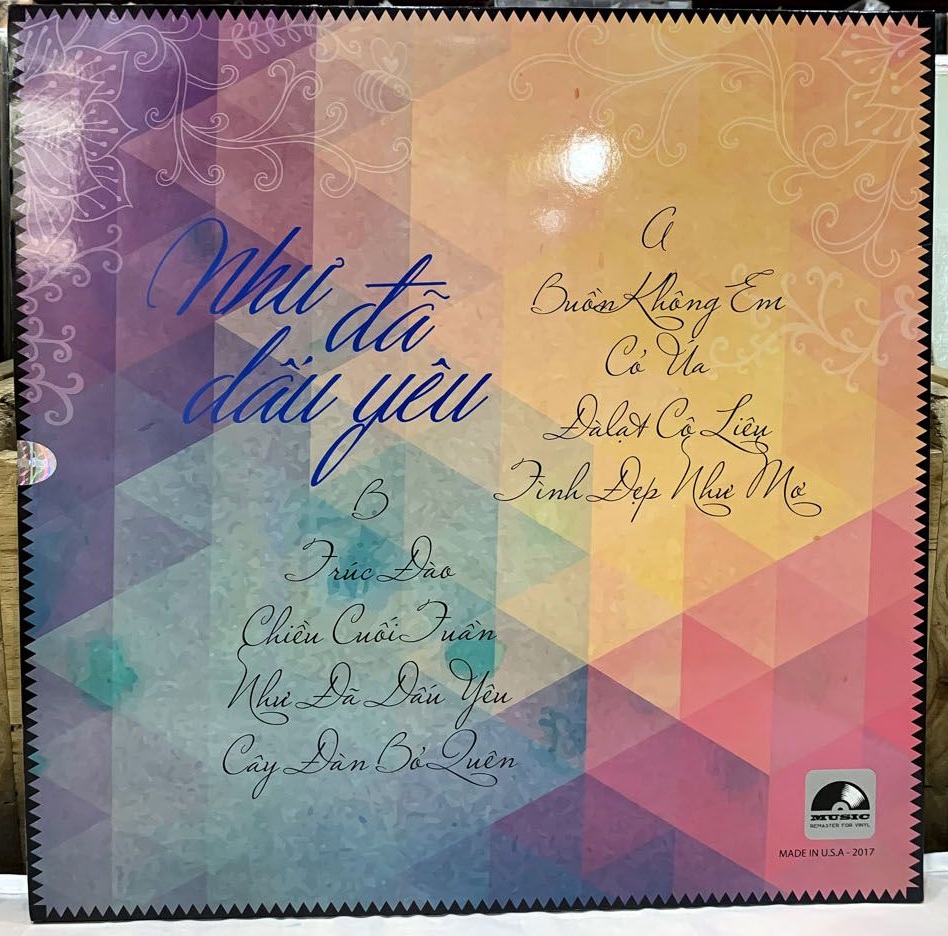 Như đã
dấu yêu
A
Buồn Không Em
Cỏ Úa
Đàlạt Cô Liêu
Tình Đẹp Như Mơ
B
Trúc Đào
Chiều Cuối Tuần
Như Đã Dấu Yêu
Cây Đàn Bỏ Quên
MUSIC
REMASTER FOR VINYL
MADE IN U.S.A - 2017